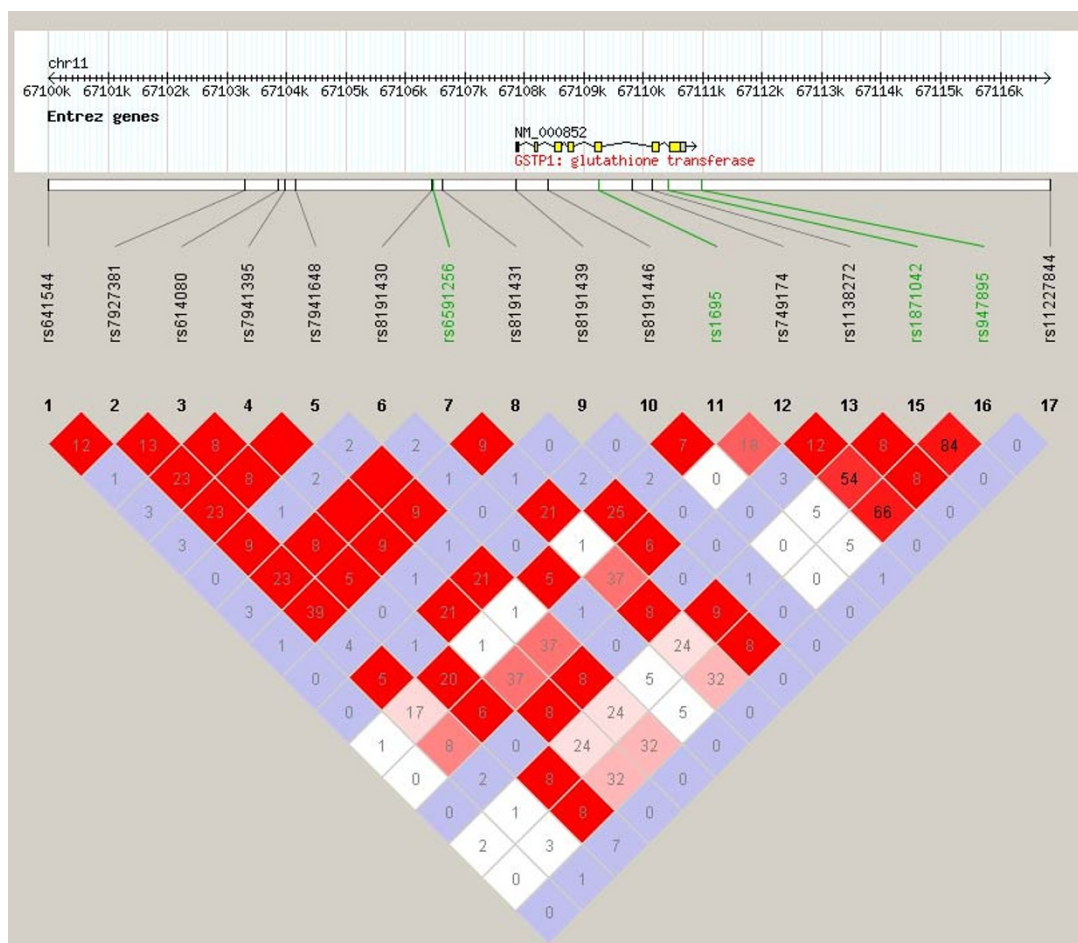 chr11
67100k 67101k 67102k 67103k 67104k 67105k 67106k 67107k 67108k 67109k 67110k 67111k 67112k 67113k 67114k 67115k 67116k
Entrez genes
NM_000852
GSTP1: glutathione transferase
rs641544
rs7927381
rs614080
rs7941395
rs7941648
rs8191430
rs6591256
rs8191431
rs8191439
rs8191446
rs1695
rs749174
rs1138272
rs1871042
rs947895
rs11227844
1 2 3 4 5 6 7 8 9 10 11 12 13 15 16 17
12 13 8 2 2 9 0 0 7 18 12 8 84 0
1 23 8 2 1 1 2 2 0 3 54 8 0
3 23 1 9 0 21 25 0 0 5 66 0
3 9 8 9 1 0 1 6 0 0 5 0
0 23 5 1 21 5 37 0 1 0 1
3 39 0 21 1 1 8 9 0 0
1 4 1 1 37 0 24 8 0
0 5 20 37 8 5 32 0
0 17 6 8 24 5 0
1 8 0 24 32 0
0 2 8 32 0
0 1 8 0
2 3 7
0 1
0